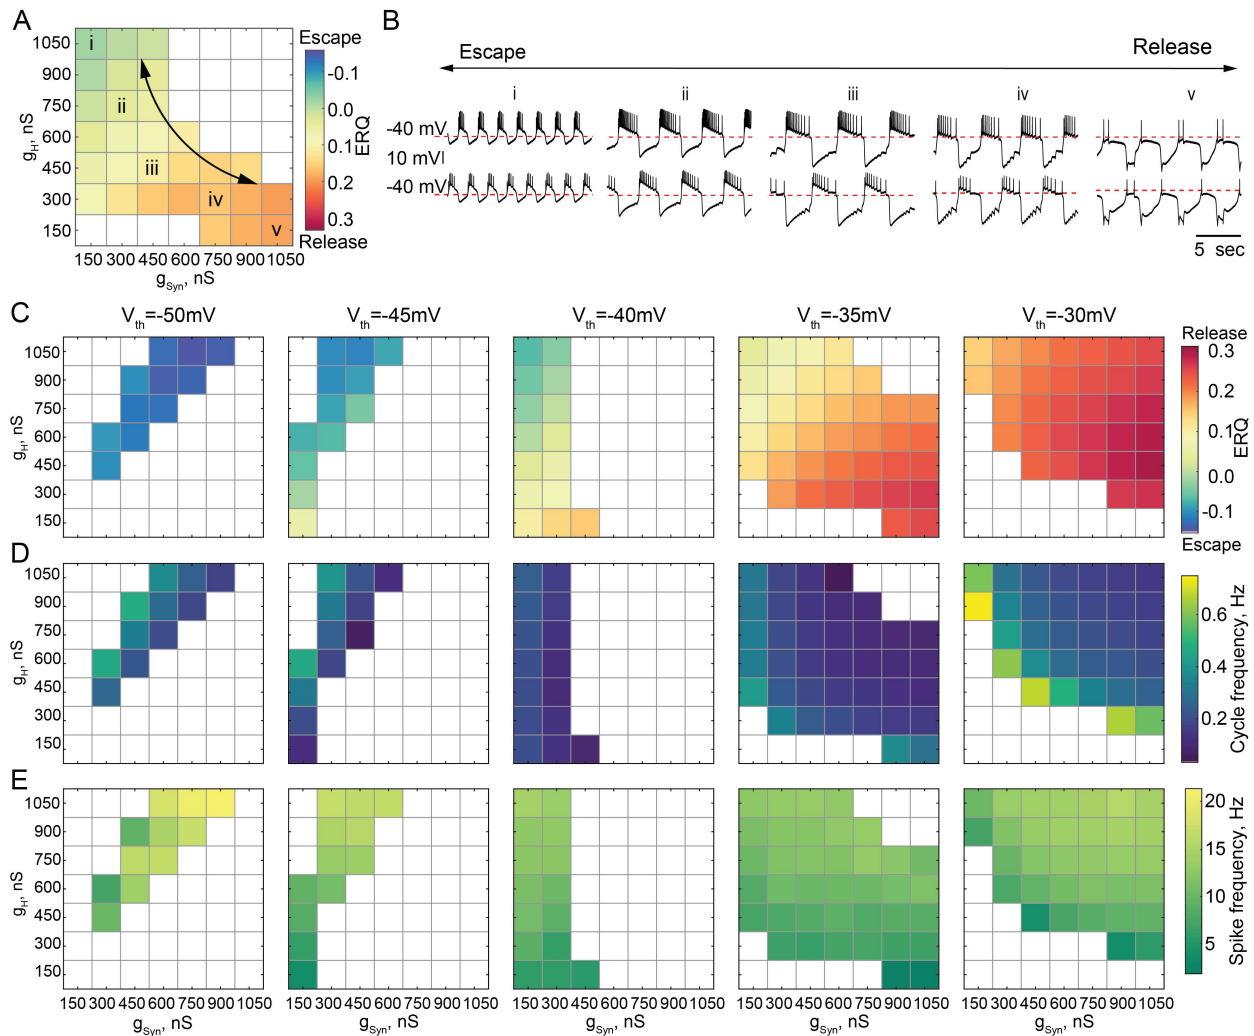 A
1050
900
750
600
450
300
150
g_H, nS
i
ii
iii
iv
v
150 300 450 600 750 900 1050
g_Syn, nS
Escape
-0.1
0.0
0.1
0.2
0.3
ERQ
Release
B
Escape
Release
i ii iii iv v
-40 mV
10 mV
-40 mV
5 sec
C
V_th=-50mV V_th=-45mV V_th=-40mV V_th=-35mV V_th=-30mV
1050
900
750
600
450
300
150
g_H, nS
Release
0.3
0.2
0.10
0.0
-0.1
ERQ
Escape
D
1050
900
750
600
450
300
150
g_H, nS
0.6
0.4
0.2
Cycle frequency, Hz
E
1050
900
750
600
450
300
150
g_H, nS
20
15
10
5
Spike frequency, Hz
150 300 450 600 750 900 1050 150 300 450 600 750 900 1050 150 300 450 600 750 900 1050 150 300 450 600 750 900 1050 150 300 450 600 750 900 1050
g_Syn, nS g_Syn, nS g_Syn, nS g_Syn, nS g_Syn, nS